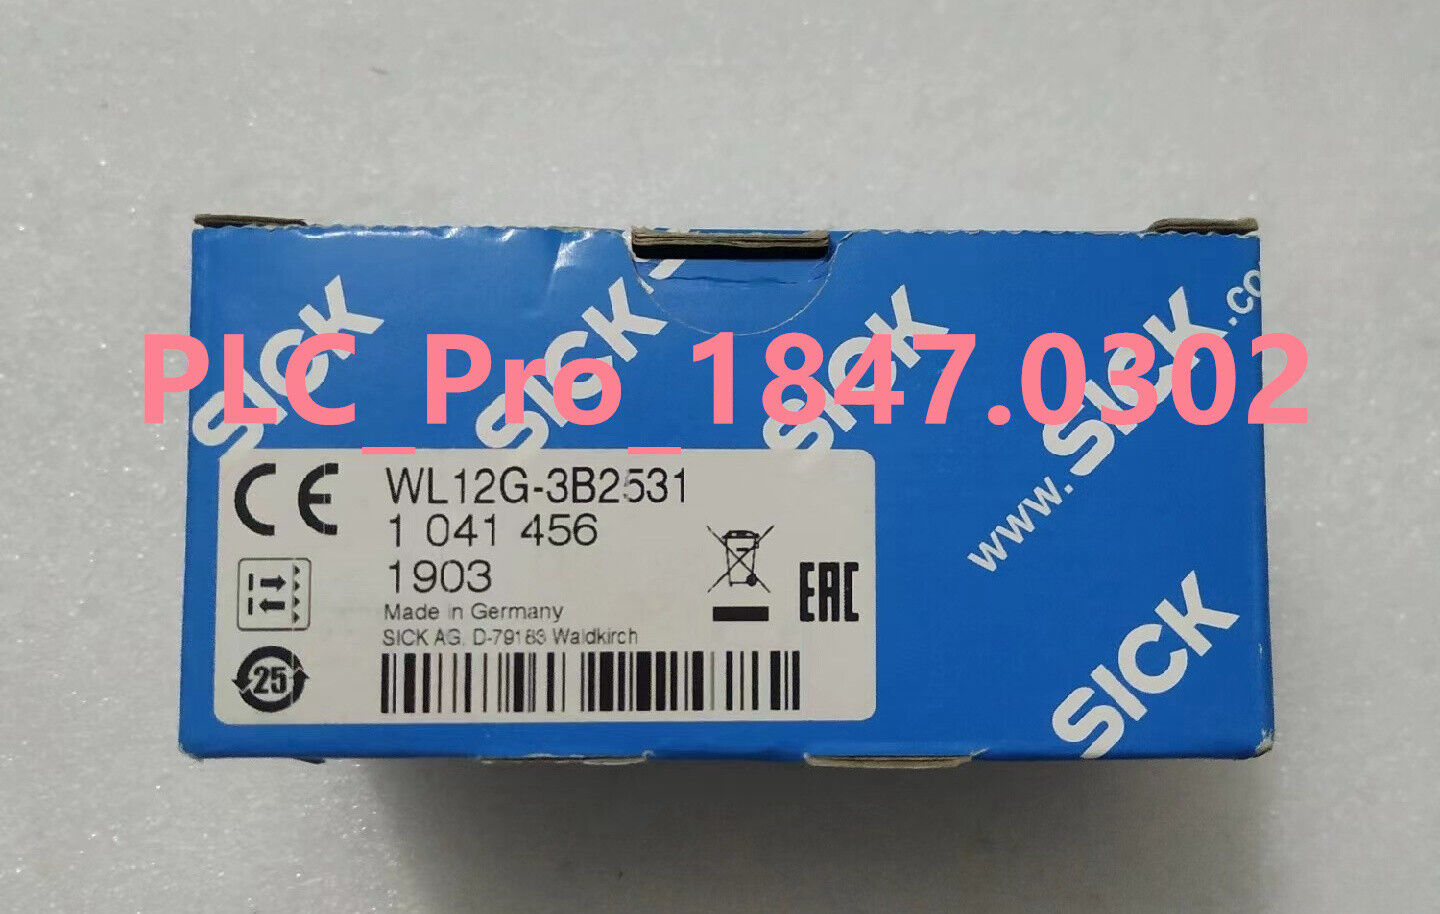 SICK SICK SICK www.SICK.co
PLC_Pro_1847.0302
CE WL12G-3B2531
1 041 456
1903
Made in Germany
SICK AG. D-79183 Waldkirch
EAC
25
SICK